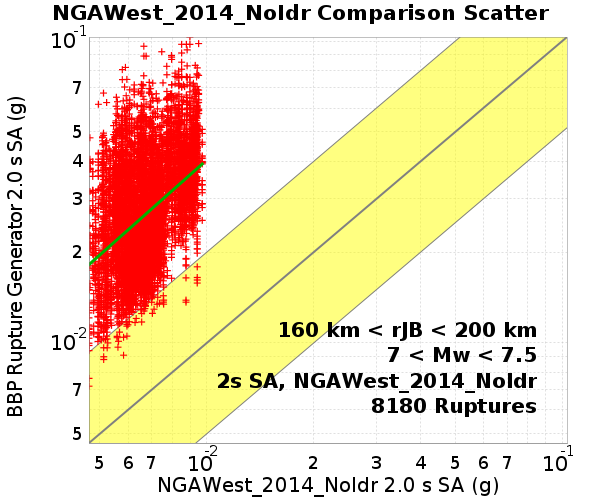 NGAWest_2014_NoIdr Comparison Scatter
BBP Rupture Generator 2.0 s SA (g)
10^-1
7
5
4
3
2
10^-2
7
5
160 km < rJB < 200 km
7 < Mw < 7.5
2s SA, NGAWest_2014_NoIdr
8180 Ruptures
5 6 7 10^-2 2 3 4 5 6 7 10^-1
NGAWest_2014_NoIdr 2.0 s SA (g)